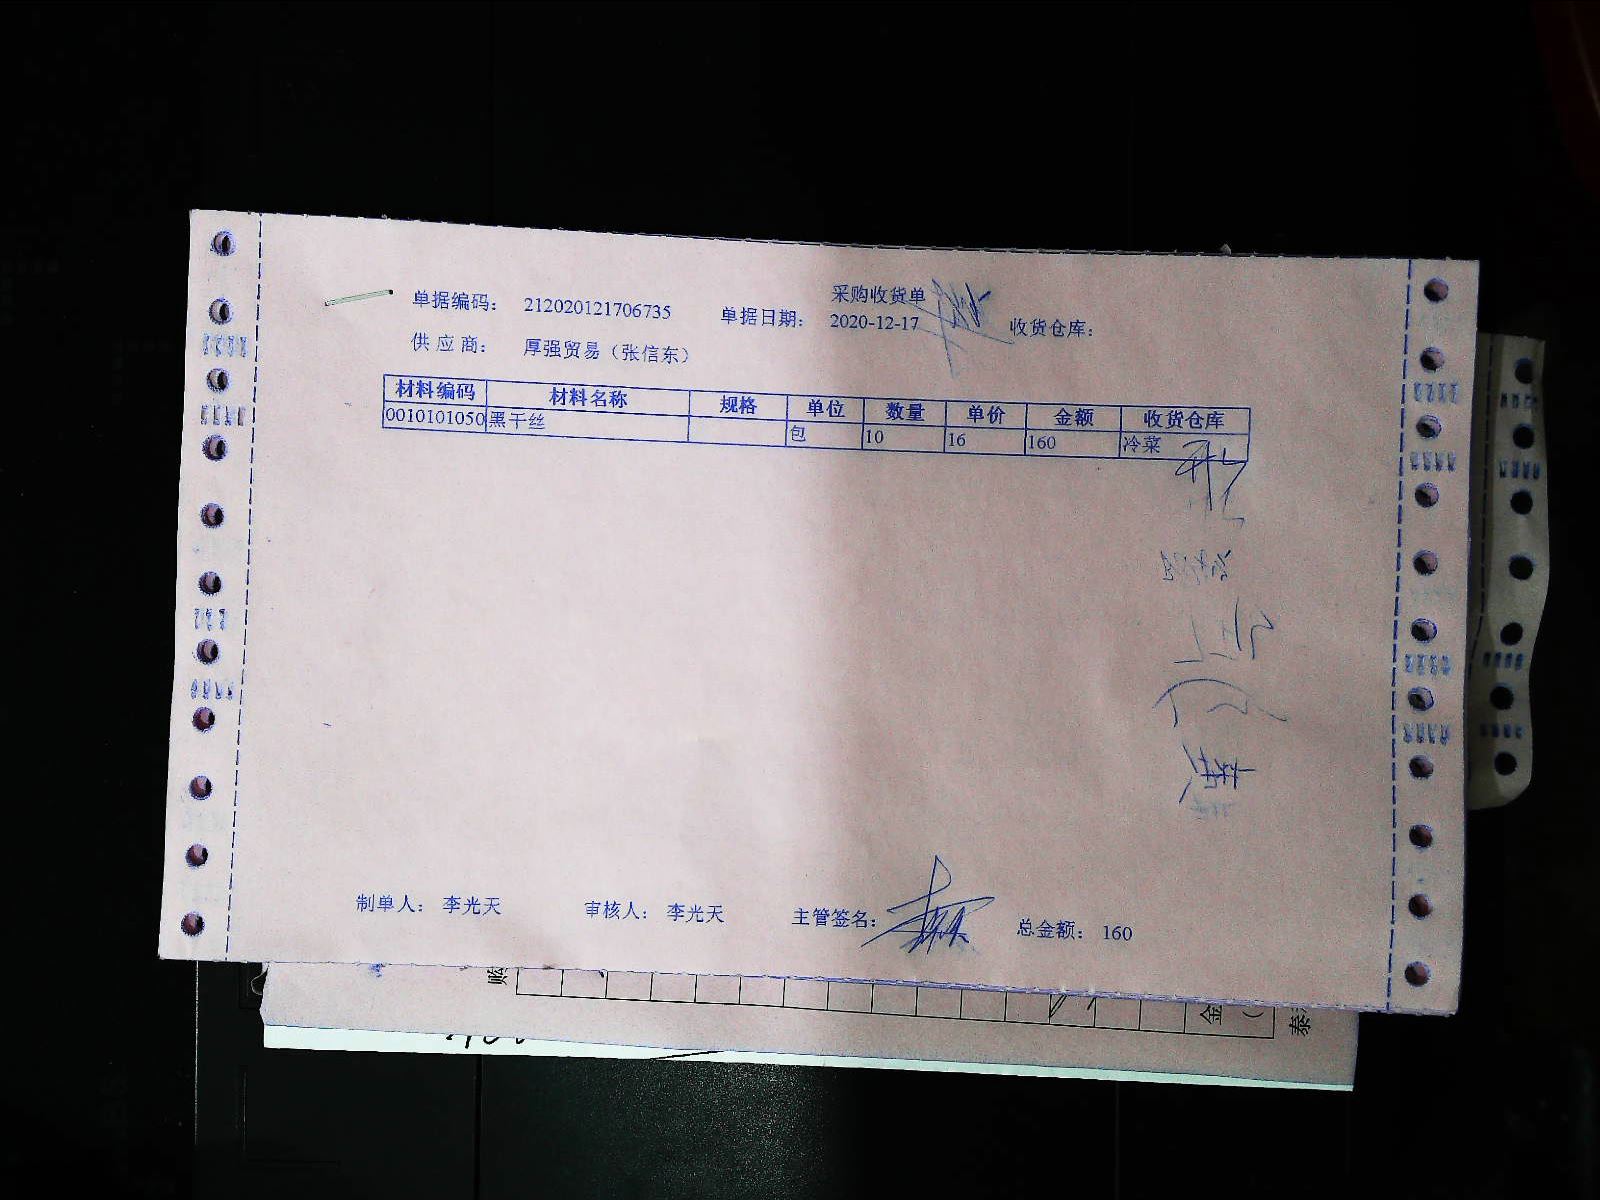 采购收货单
单据编码： 212020121706735 单据日期： 2020-12-17 收货仓库：
供 应 商： 厚强贸易（张信东）
材料编码 材料名称 规格 单位 数量 单价 金额 收货仓库
0010101050 黑干丝 包 10 16 160 冷菜
制单人： 李光天 审核人： 李光天 主管签名： 总金额： 160
金
泰